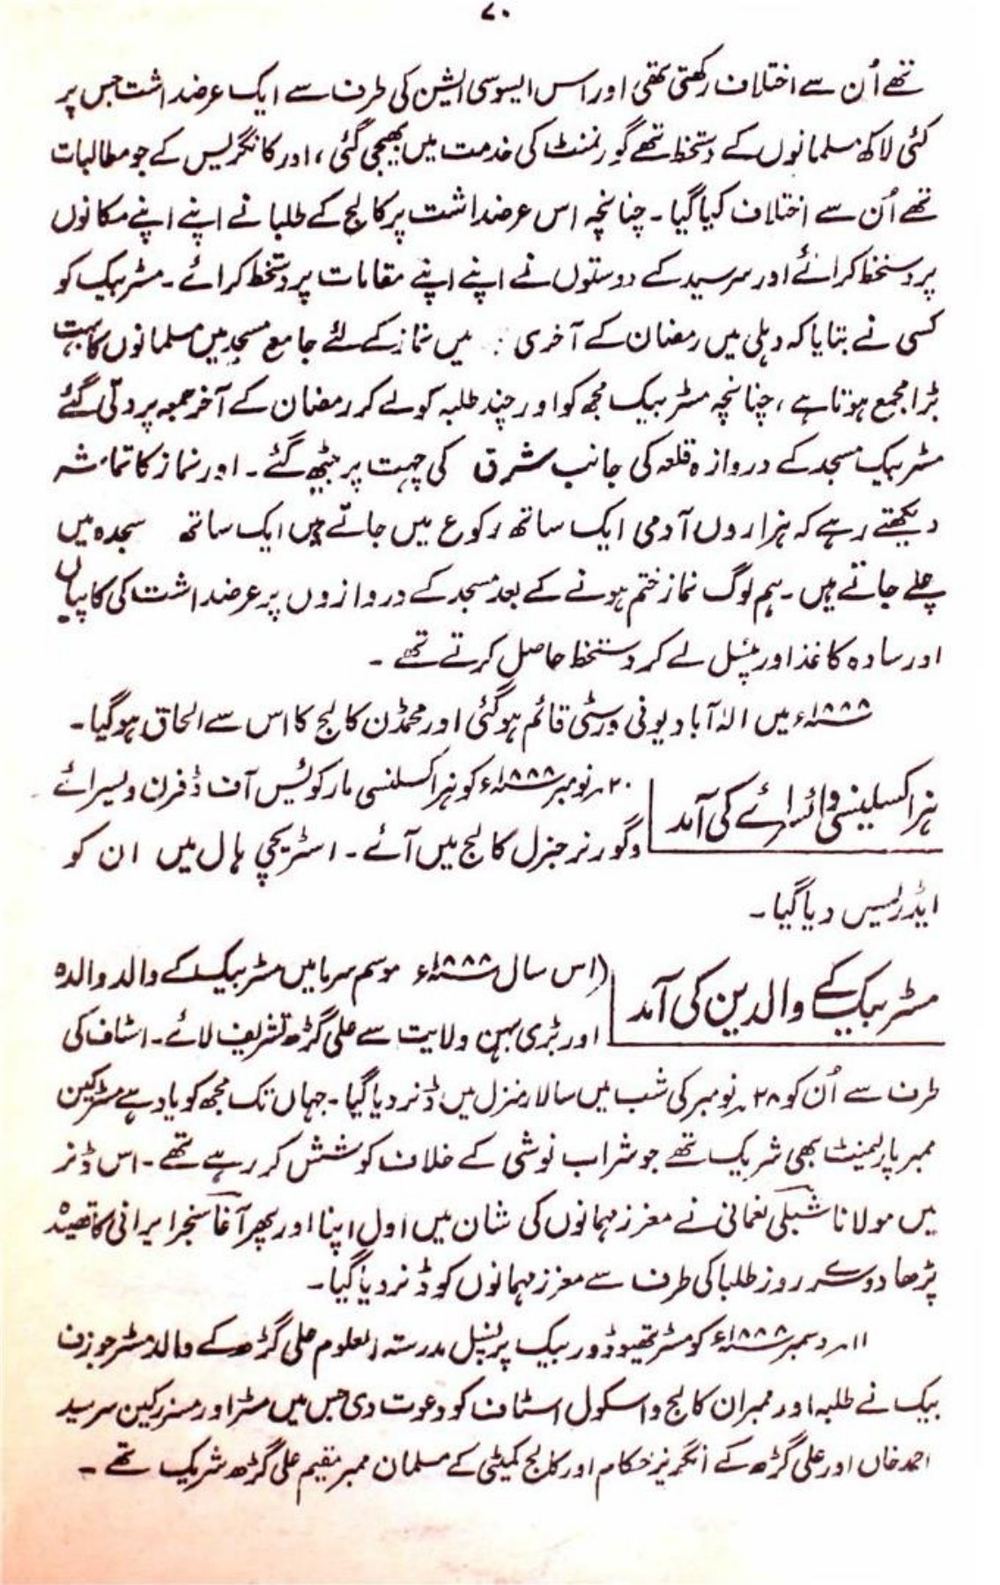 ۷۰
تھے اُن سے اختلاف رکھتی تھی اور اس ایسوسی ایشن کی طرف سے ایک عرضداشت جس پر
کئی لاکھ مسلمانوں کے دستخط تھے گورنمنٹ کی خدمت میں بھیجی گئی، اور کانگریس کے جو مطالبات
تھے اُن سے اختلاف کیا گیا۔ چنانچہ اس عرضداشت پر کالج کے طلبا نے اپنے اپنے مکانوں
پر دستخط کرائے اور سرسید کے دوستوں نے اپنے اپنے مقامات پر دستخط کرائے۔ مسٹر بیک کو
کسی نے بتایا کہ دہلی میں رمضان کے آخری میں نماز کے لئے جامع مسجد میں مسلمانوں کا بہت
بڑا مجمع ہوتا ہے، چنانچہ مسٹر بیک مجھ کو اور چند طلبہ کو لے کر رمضان کے آخر جمعہ پر دلّی گئے
مسٹر بیک مسجد کے دروازہ قلعہ کی جانب شرق کی چہت پر بیٹھ گئے۔ اور نماز کا تماشہ
دیکھتے رہے کہ ہزاروں آدمی ایک ساتھ رکوع میں جاتے ہیں ایک ساتھ سجدہ میں
چلے جاتے ہیں۔ ہم لوگ نماز ختم ہونے کے بعد مسجد کے دروازوں پر عرضداشت کی کاپیاں
اور سادہ کاغذ اور پنسل لے کر دستخط حاصل کرتے تھے۔
۱۸۸۸ء میں الہٰ آباد یونی ورسٹی قائم ہوگئی اور محمڈن کالج کا اس سے الحاق ہوگیا۔
ہز اکسلینسی وائسرائے کی آمد
۲۰ ر نومبر ۱۸۸۸ء کو ہز اکسلنسی مارکوئیس آف ڈفرن ویسرائے
و گورنر جنرل کالج میں آئے۔ اسٹریچی ہال میں ان کو
ایڈریس دیا گیا۔
مسٹر بیک کے والدین کی آمد
(اس سال ۱۸۸۸ء موسم سرما میں مسٹر بیک کے والد والدہ
اور بڑی بہن ولایت سے علی گڑھ تشریف لائے۔ اسٹاف کی
طرف سے اُن کو ۲۸ ر نومبر کی شب میں سالار منزل میں ڈنر دیا گیا۔ جہاں تک مجھ کو یاد ہے مسٹر کین
ممبر پارلیمنٹ بھی شریک تھے جو شراب نوشی کے خلاف کوشش کر رہے تھے۔ اس ڈنر
میں مولانا شبلی نعمانی نے معزز مہمانوں کی شان میں اول اپنا اور پھر آغا سنجر ایرانی کا قصیدہ
پڑھا دوسرے روز طلبا کی طرف سے معزز مہمانوں کو ڈنر دیا گیا۔
۱۱ ر دسمبر ۱۸۸۸ء کو مسٹر تھیوڈور بیک پرنسپل مدرستہ العلوم علی گڑھ کے والد مسٹر جوزف
بیک نے طلبہ اور ممبران کالج و اسکول اسٹاف کو دعوت دی جس میں مسٹر اور مسز کین سرسید
احمد خاں اور علی گڑھ کے انگریز حکام اور کالج کمیٹی کے مسلمان ممبر مقیم علی گڑھ شریک تھے۔